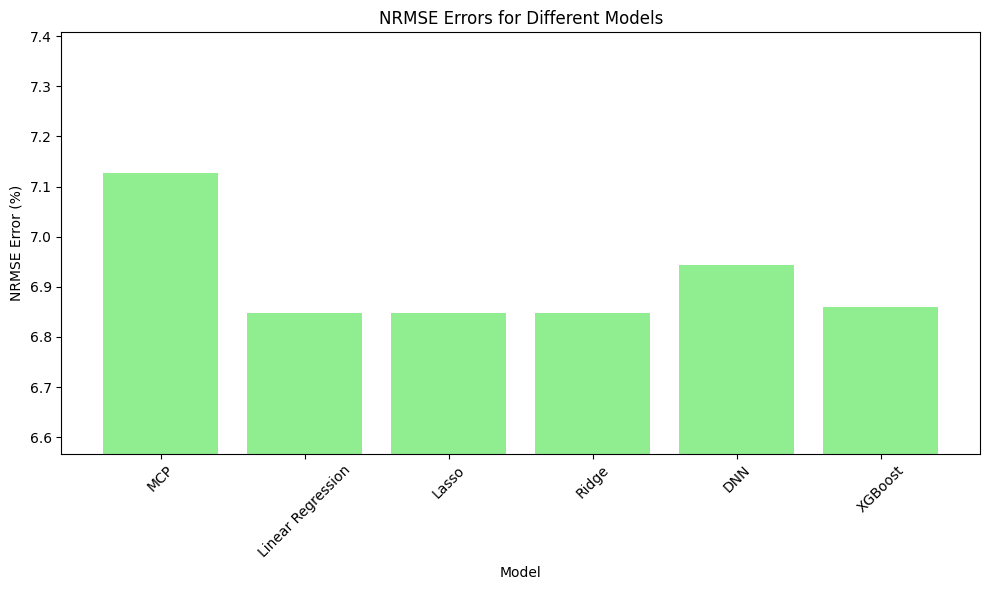 NRMSE Errors for Different Models
7.4
7.3
7.2
7.1
7.0
6.9
6.8
6.7
6.6
NRMSE Error (%)
MCP
Linear Regression
Lasso
Ridge
DNN
XGBoost
Model